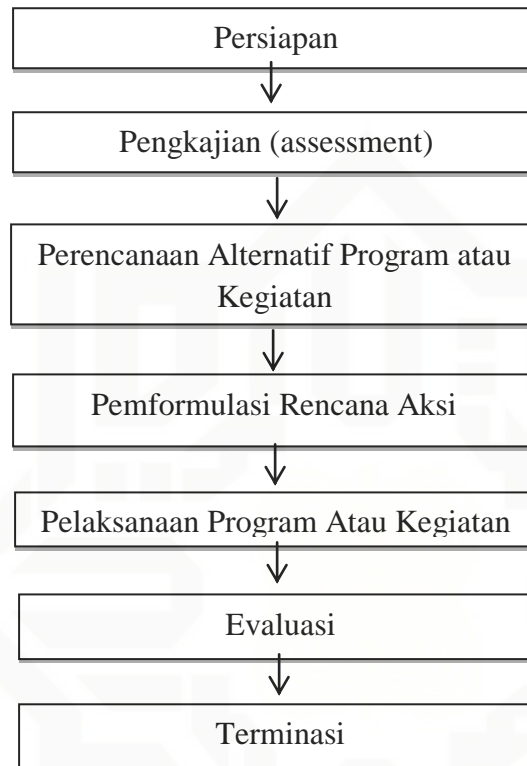 Persiapan
Pengkajian (assessment)
Perencanaan Alternatif Program atau
Kegiatan
Pemformulasi Rencana Aksi
Pelaksanaan Program Atau Kegiatan
Evaluasi
Terminasi